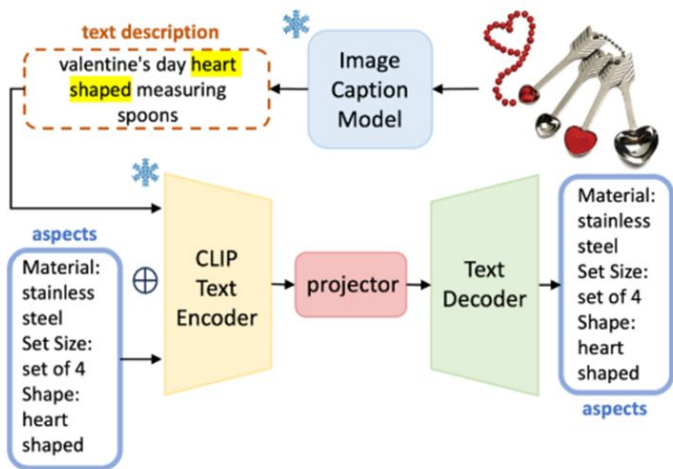 text description
valentine's day heart
shaped measuring
spoons
Image
Caption
Model
aspects
Material:
stainless
steel
Set Size:
set of 4
Shape:
heart
shaped
CLIP
Text
Encoder
projector
Text
Decoder
Material:
stainless
steel
Set Size:
set of 4
Shape:
heart
shaped
aspects